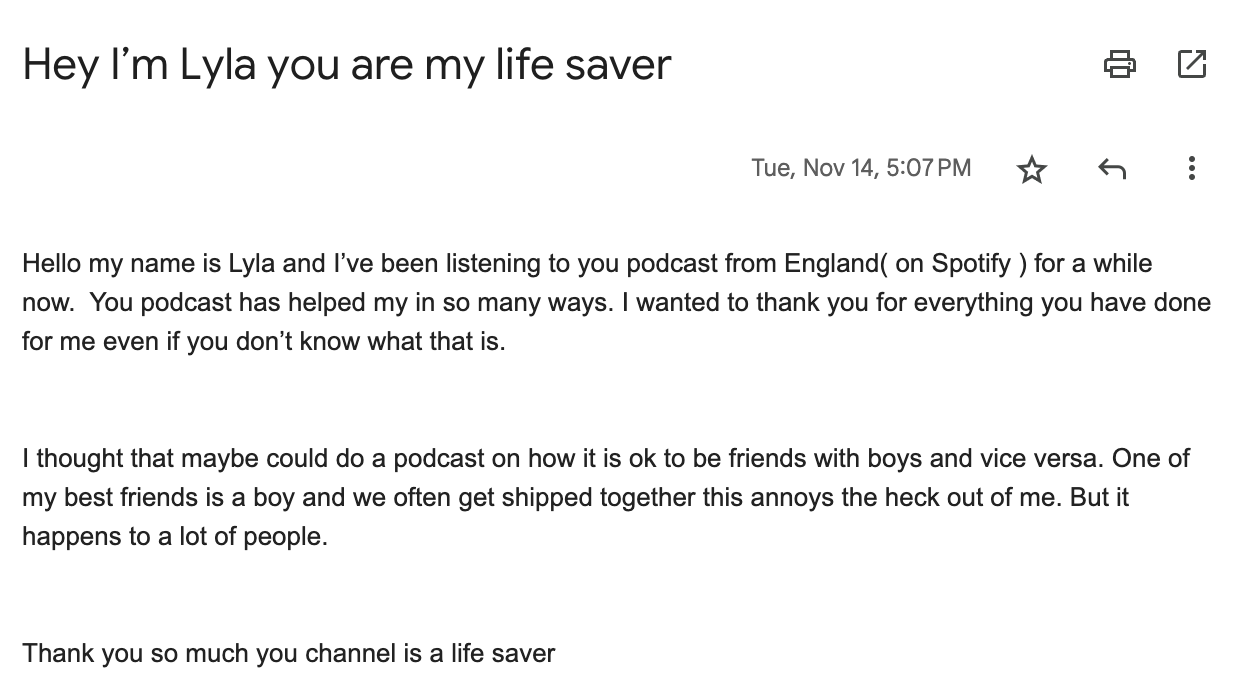 Hey I’m Lyla you are my life saver
Tue, Nov 14, 5:07 PM
Hello my name is Lyla and I’ve been listening to you podcast from England( on Spotify ) for a while
now.  You podcast has helped my in so many ways. I wanted to thank you for everything you have done
for me even if you don’t know what that is.
I thought that maybe could do a podcast on how it is ok to be friends with boys and vice versa. One of
my best friends is a boy and we often get shipped together this annoys the heck out of me. But it
happens to a lot of people.
Thank you so much you channel is a life saver